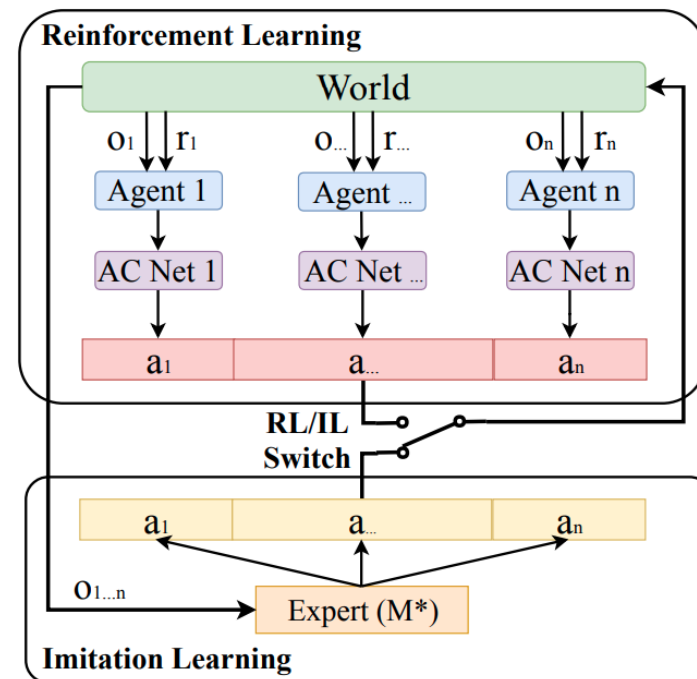 Reinforcement Learning
World
o1 r1 o... r... on rn
Agent 1 Agent ... Agent n
AC Net 1 AC Net ... AC Net n
a1 a... an
RL/IL
Switch
a1 a... an
o1...n
Expert (M*)
Imitation Learning